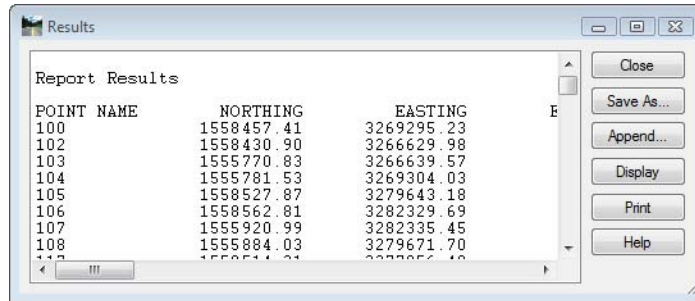 Results
Report Results
POINT NAME NORTHING EASTING
100 1558457.41 3269295.23
102 1558430.90 3266629.98
103 1555770.83 3266639.57
104 1555781.53 3269304.03
105 1558527.87 3279643.18
106 1558562.81 3282329.69
107 1555920.99 3282335.45
108 1555884.03 3279671.70
Close
Save As...
Append...
Display
Print
Help